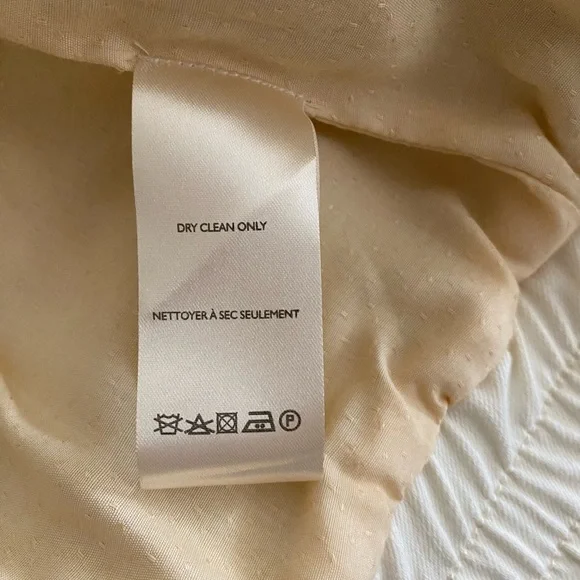 DRY CLEAN ONLY
NETTOYER À SEC SEULEMENT
P